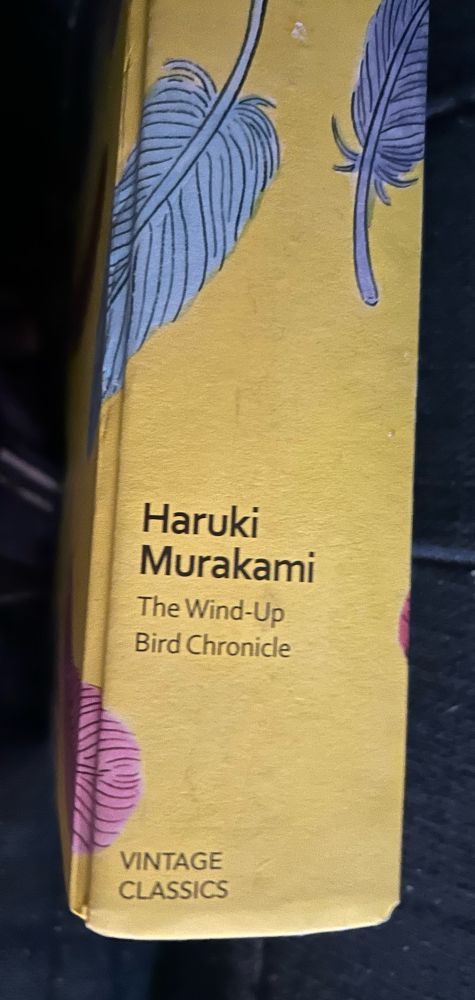 Haruki
Murakami
The Wind-Up
Bird Chronicle
VINTAGE
CLASSICS